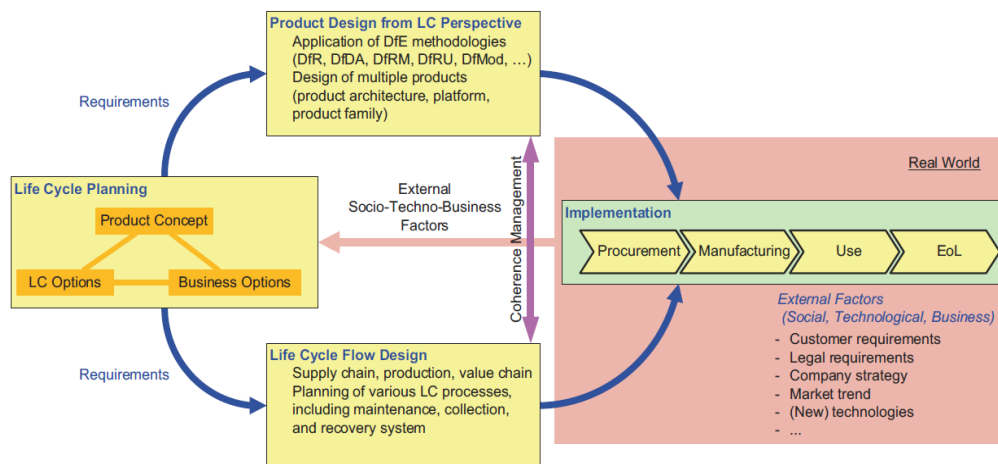 Product Design from LC Perspective
Application of DfE methodologies
(DfR, DfDA, DfRM, DfRU, DfMod, …)
Design of multiple products
(product architecture, platform,
product family)
Requirements
Real World
Life Cycle Planning
Product Concept
LC Options
Business Options
External
Socio-Techno-Business
Factors
Coherence Management
Implementation
Procurement
Manufacturing
Use
EoL
External Factors
(Social, Technological, Business)
- Customer requirements
- Legal requirements
- Company strategy
- Market trend
- (New) technologies
- ...
Requirements
Life Cycle Flow Design
Supply chain, production, value chain
Planning of various LC processes,
including maintenance, collection,
and recovery system